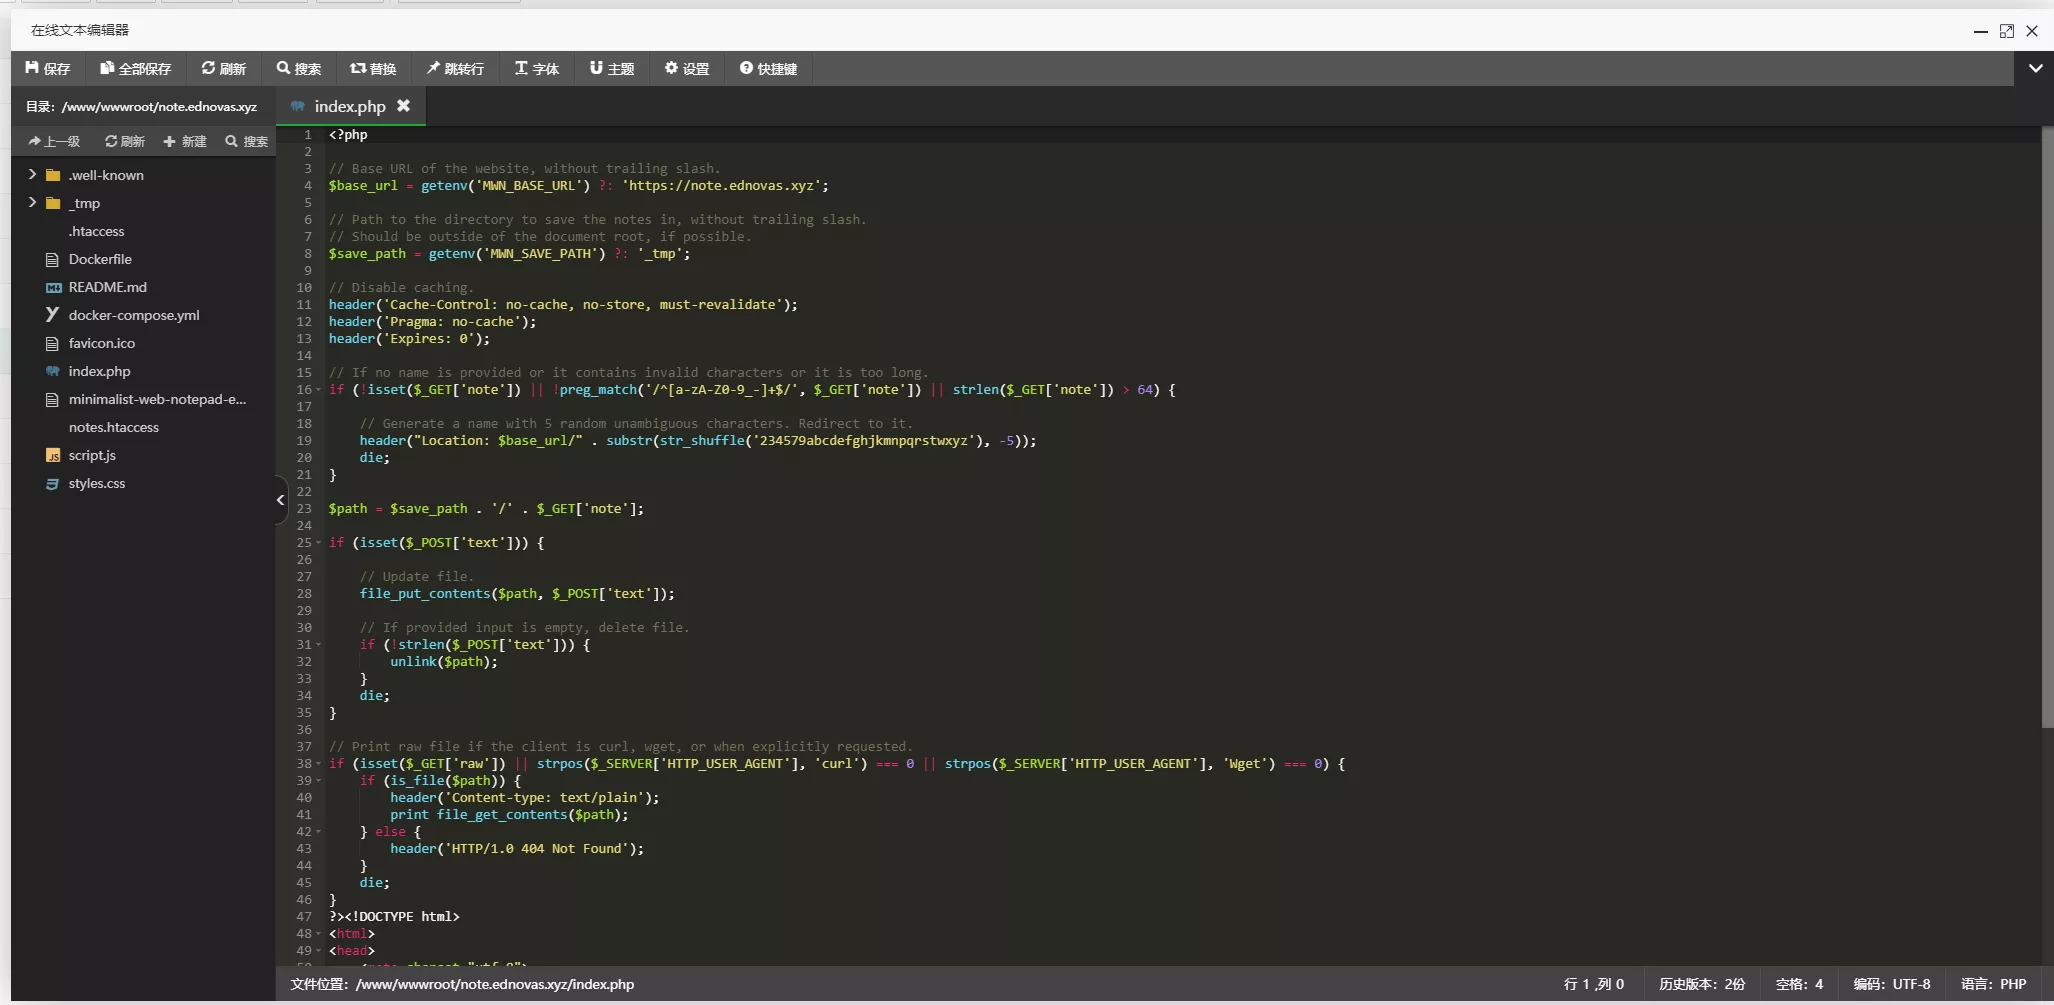 在线文本编辑器
保存 全部保存 刷新 搜索 替换 跳转行 字体 主题 设置 快捷键
目录： /www/wwwroot/note.ednovas.xyz
上一级 刷新 新建 搜索
.well-known
_tmp
.htaccess
Dockerfile
README.md
docker-compose.yml
favicon.ico
index.php
minimalist-web-notepad-e...
notes.htaccess
script.js
styles.css
index.php
1 <?php
2
3 // Base URL of the website, without trailing slash.
4 $base_url = getenv('MWN_BASE_URL') ?: 'https://note.ednovas.xyz';
5
6 // Path to the directory to save the notes in, without trailing slash.
7 // Should be outside of the document root, if possible.
8 $save_path = getenv('MWN_SAVE_PATH') ?: '_tmp';
9
10 // Disable caching.
11 header('Cache-Control: no-cache, no-store, must-revalidate');
12 header('Pragma: no-cache');
13 header('Expires: 0');
14
15 // If no name is provided or it contains invalid characters or it is too long.
16 if (!isset($_GET['note']) || !preg_match('/^[a-zA-Z0-9_-]+$/', $_GET['note']) || strlen($_GET['note']) > 64) {
17
18     // Generate a name with 5 random unambiguous characters. Redirect to it.
19     header("Location: $base_url/" . substr(str_shuffle('234579abcdefghjkmnpqrstwxyz'), -5));
20     die;
21 }
22
23 $path = $save_path . '/' . $_GET['note'];
24
25 if (isset($_POST['text'])) {
26
27     // Update file.
28     file_put_contents($path, $_POST['text']);
29
30     // If provided input is empty, delete file.
31     if (!strlen($_POST['text'])) {
32         unlink($path);
33     }
34     die;
35 }
36
37 // Print raw file if the client is curl, wget, or when explicitly requested.
38 if (isset($_GET['raw']) || strpos($_SERVER['HTTP_USER_AGENT'], 'curl') === 0 || strpos($_SERVER['HTTP_USER_AGENT'], 'Wget') === 0) {
39     if (is_file($path)) {
40         header('Content-type: text/plain');
41         print file_get_contents($path);
42     } else {
43         header('HTTP/1.0 404 Not Found');
44     }
45     die;
46 }
47 ?><!DOCTYPE html>
48 <html>
49 <head>
文件位置： /www/wwwroot/note.ednovas.xyz/index.php 行 1 ,列 0 历史版本： 2份 空格： 4 编码： UTF-8 语言： PHP